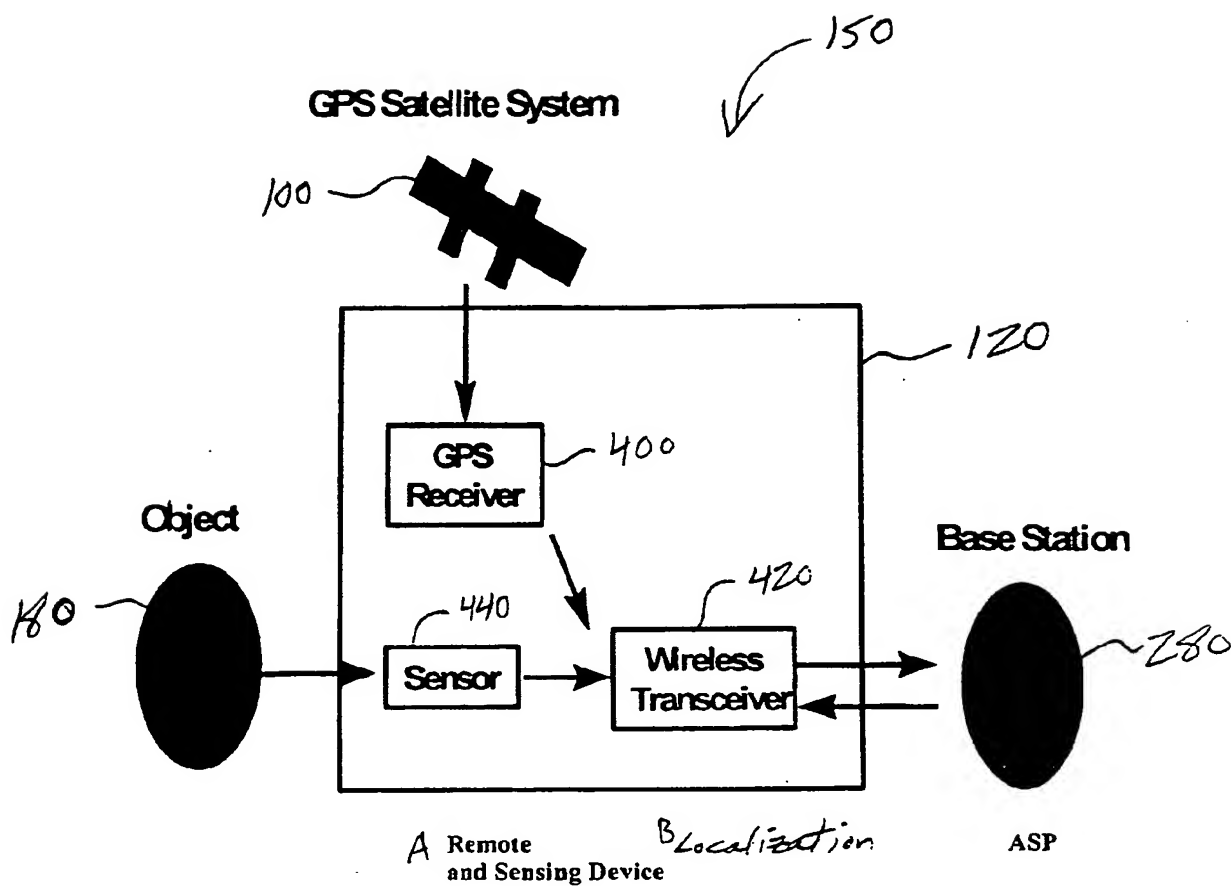 150
GPS Satellite System
100
120
GPS
Receiver
400
Object
Base Station
180
440
420
Sensor
Wireless
Transceiver
280
A Remote
and Sensing Device
B Localization
ASP